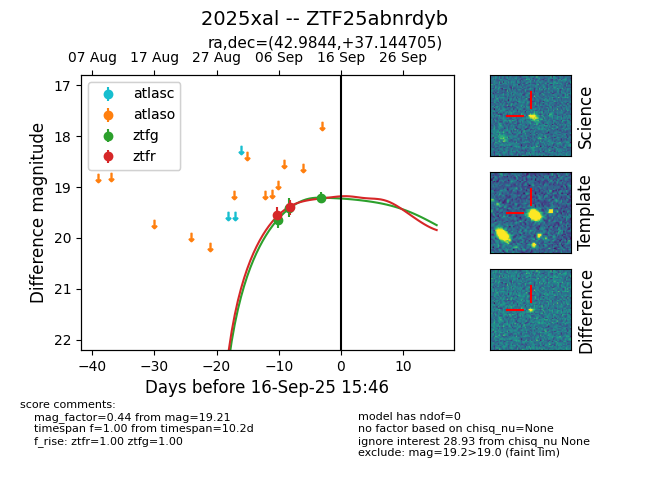 2025xal -- ZTF25abnrdyb
ra,dec=(42.9844,+37.144705)
07 Aug 17 Aug 27 Aug 06 Sep 16 Sep 26 Sep
atlasc
atlaso
ztfg
ztfr
17
18
19
20
21
22
Difference magnitude
−40 −30 −20 −10 0 10
Days before 16-Sep-25 15:46
Science
Template
Difference
score comments:
mag_factor=0.44 from mag=19.21
timespan f=1.00 from timespan=10.2d
f_rise: ztfr=1.00 ztfg=1.00
model has ndof=0
no factor based on chisq_nu=None
ignore interest 28.93 from chisq_nu None
exclude: mag=19.2>19.0 (faint lim)